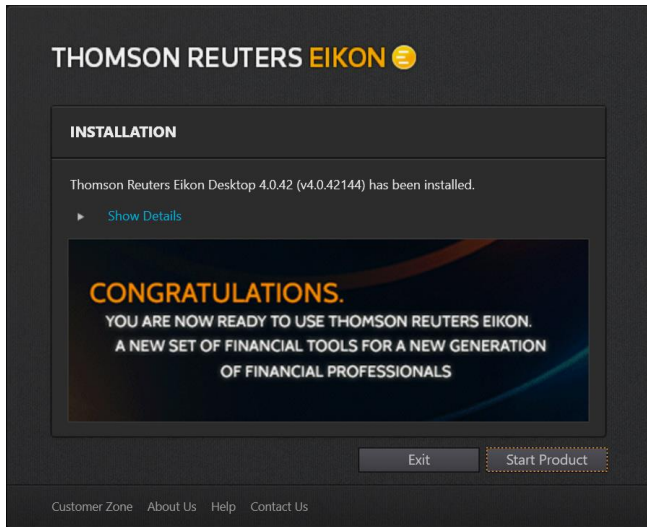 THOMSON REUTERS EIKON
INSTALLATION
Thomson Reuters Eikon Desktop 4.0.42 (v4.0.42144) has been installed.
Show Details
CONGRATULATIONS.
YOU ARE NOW READY TO USE THOMSON REUTERS EIKON.
A NEW SET OF FINANCIAL TOOLS FOR A NEW GENERATION
OF FINANCIAL PROFESSIONALS
Exit Start Product
Customer Zone About Us Help Contact Us